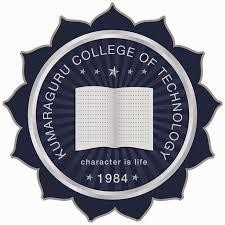 KUMARAGURU COLLEGE OF TECHNOLOGY
character is life
1984